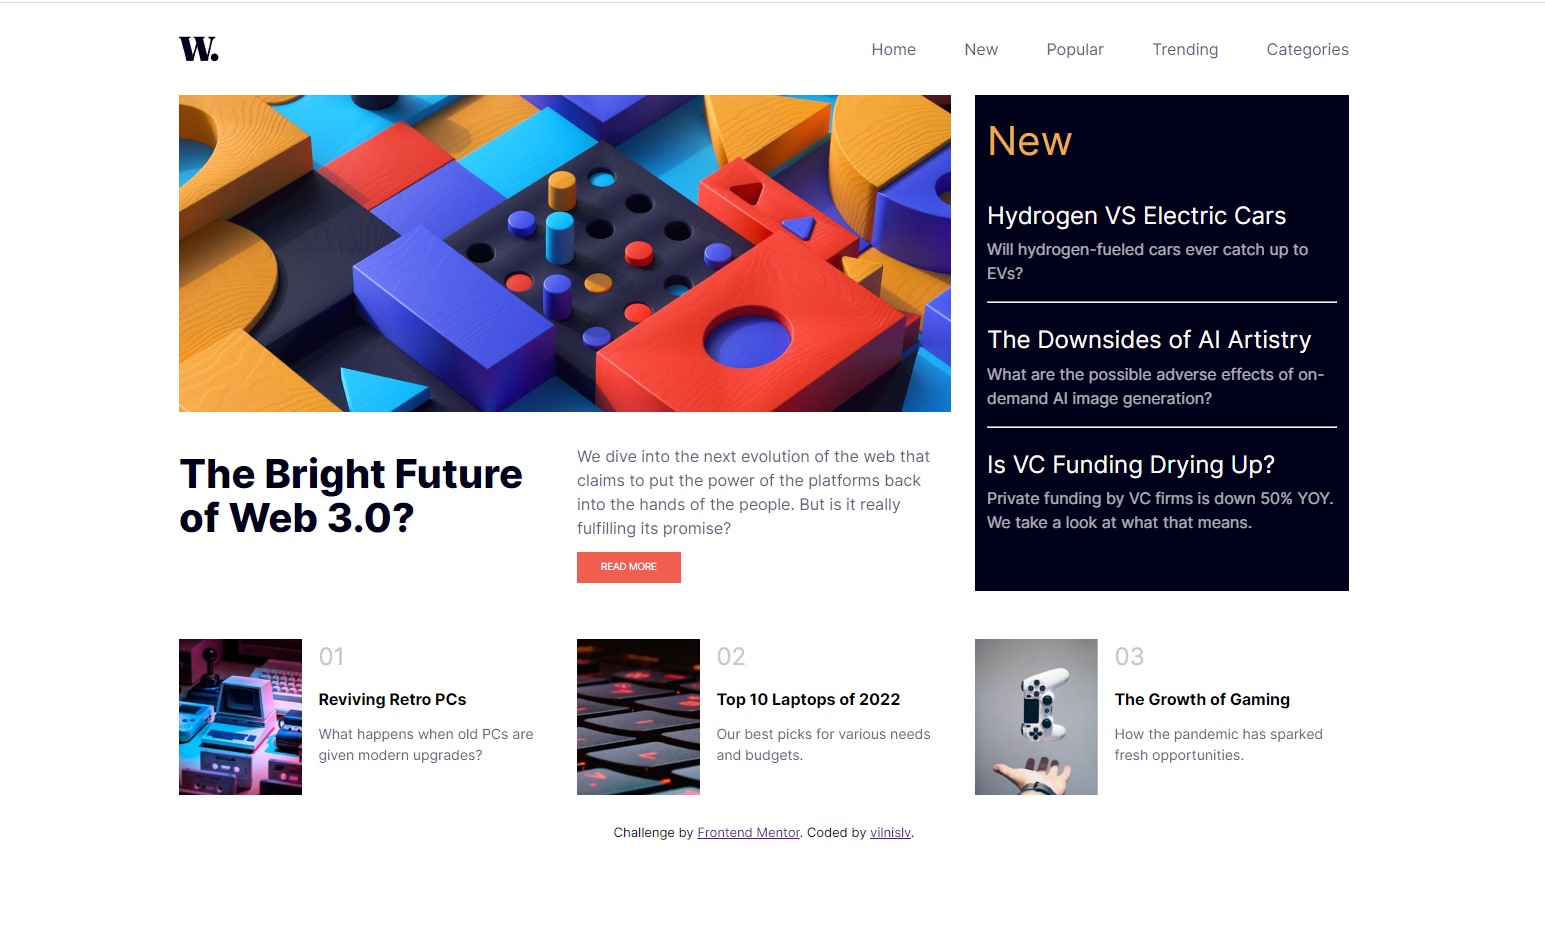 W.
Home New Popular Trending Categories
New
Hydrogen VS Electric Cars
Will hydrogen-fueled cars ever catch up to
EVs?
The Downsides of AI Artistry
What are the possible adverse effects of on-
demand AI image generation?
Is VC Funding Drying Up?
Private funding by VC firms is down 50% YOY.
We take a look at what that means.
The Bright Future
of Web 3.0?
We dive into the next evolution of the web that
claims to put the power of the platforms back
into the hands of the people. But is it really
fulfilling its promise?
READ MORE
01
Reviving Retro PCs
What happens when old PCs are
given modern upgrades?
02
Top 10 Laptops of 2022
Our best picks for various needs
and budgets.
03
The Growth of Gaming
How the pandemic has sparked
fresh opportunities.
Challenge by Frontend Mentor. Coded by vilnislv.